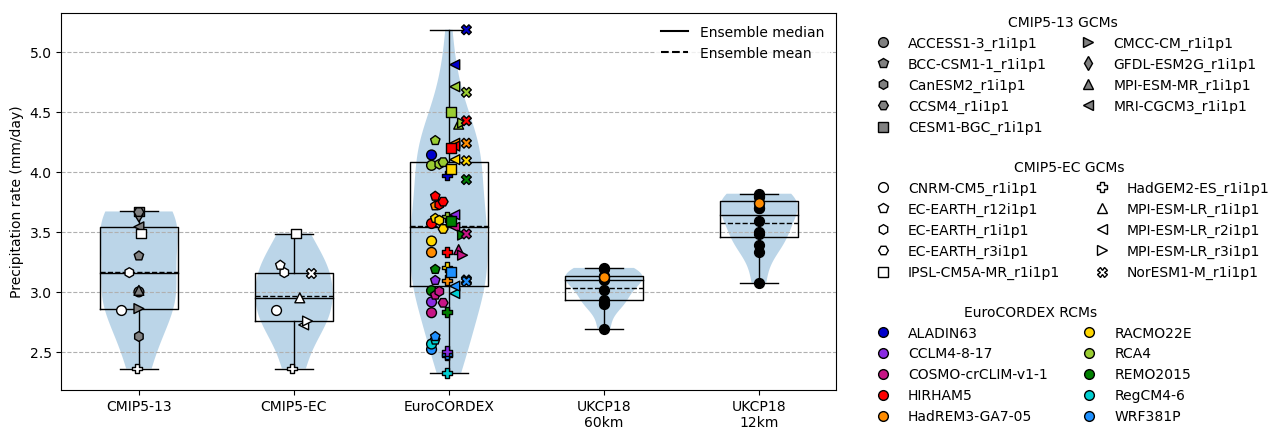 Precipitation rate (mm/day)
5.0
4.5
4.0
3.5
3.0
2.5
Ensemble median
Ensemble mean
CMIP5-13
CMIP5-EC
EuroCORDEX
UKCP18
60km
UKCP18
12km
CMIP5-13 GCMs
ACCESS1-3_r1i1p1
BCC-CSM1-1_r1i1p1
CanESM2_r1i1p1
CCSM4_r1i1p1
CESM1-BGC_r1i1p1
CMCC-CM_r1i1p1
GFDL-ESM2G_r1i1p1
MPI-ESM-MR_r1i1p1
MRI-CGCM3_r1i1p1
CMIP5-EC GCMs
CNRM-CM5_r1i1p1
EC-EARTH_r12i1p1
EC-EARTH_r1i1p1
EC-EARTH_r3i1p1
IPSL-CM5A-MR_r1i1p1
HadGEM2-ES_r1i1p1
MPI-ESM-LR_r1i1p1
MPI-ESM-LR_r2i1p1
MPI-ESM-LR_r3i1p1
NorESM1-M_r1i1p1
EuroCORDEX RCMs
ALADIN63
CCLM4-8-17
COSMO-crCLIM-v1-1
HIRHAM5
HadREM3-GA7-05
RACMO22E
RCA4
REMO2015
RegCM4-6
WRF381P